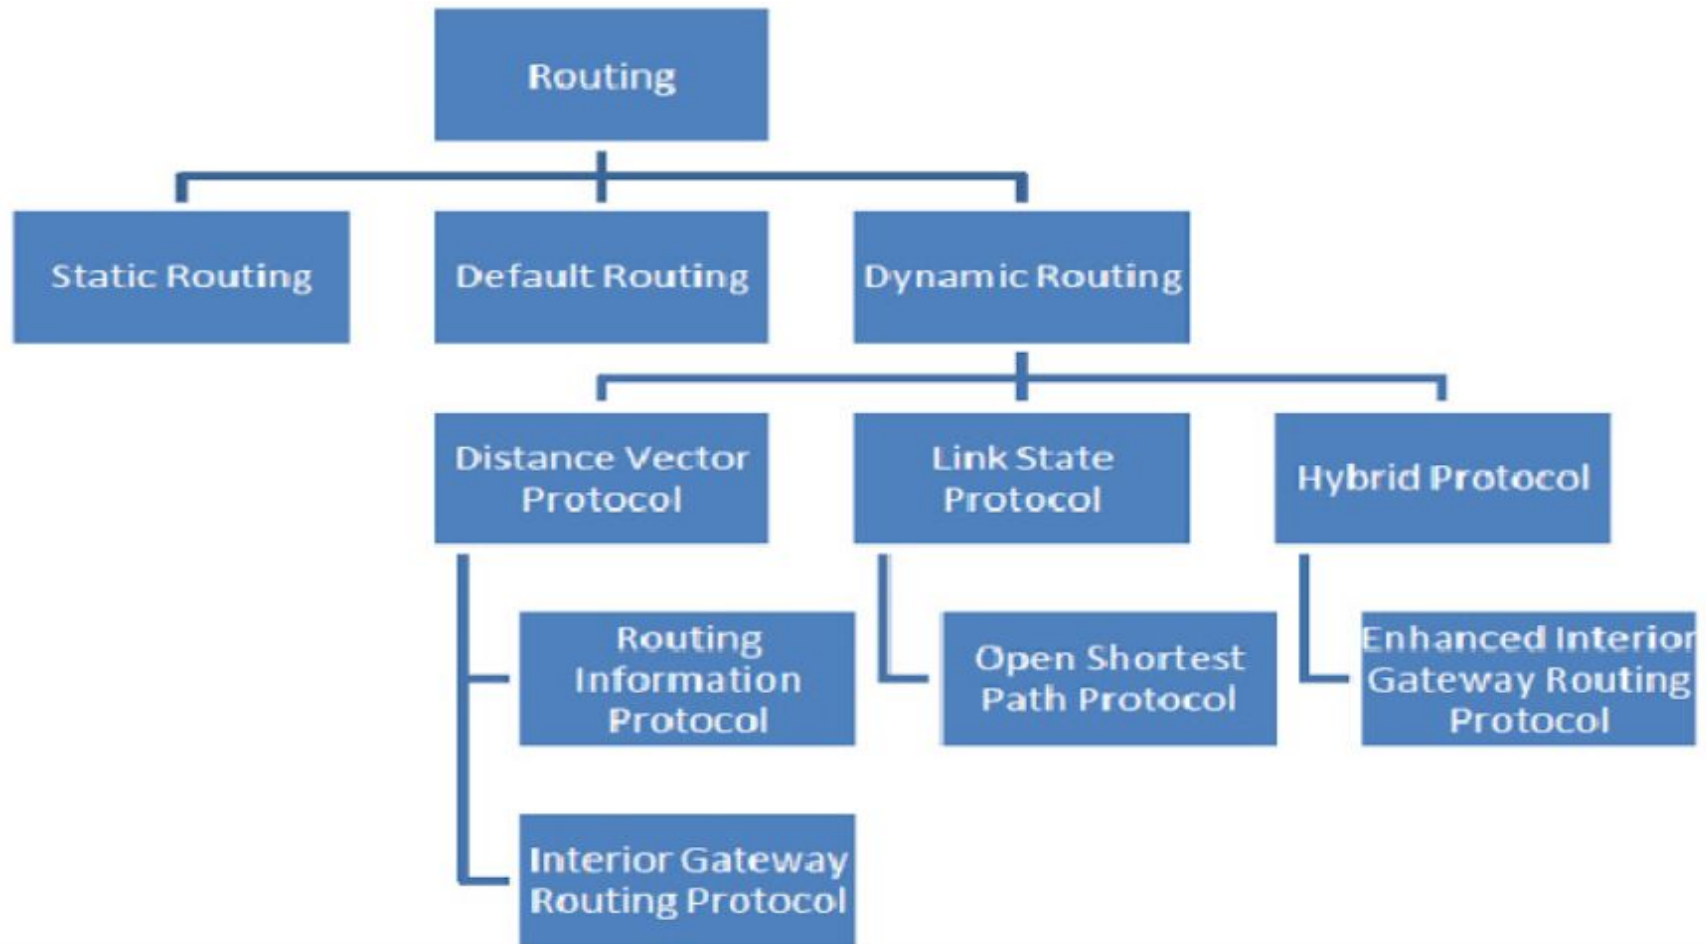 Routing
Static Routing
Default Routing
Dynamic Routing
Distance Vector
Protocol
Link State
Protocol
Hybrid Protocol
Routing
Information
Protocol
Open Shortest
Path Protocol
Enhanced Interior
Gateway Routing
Protocol
Interior Gateway
Routing Protocol